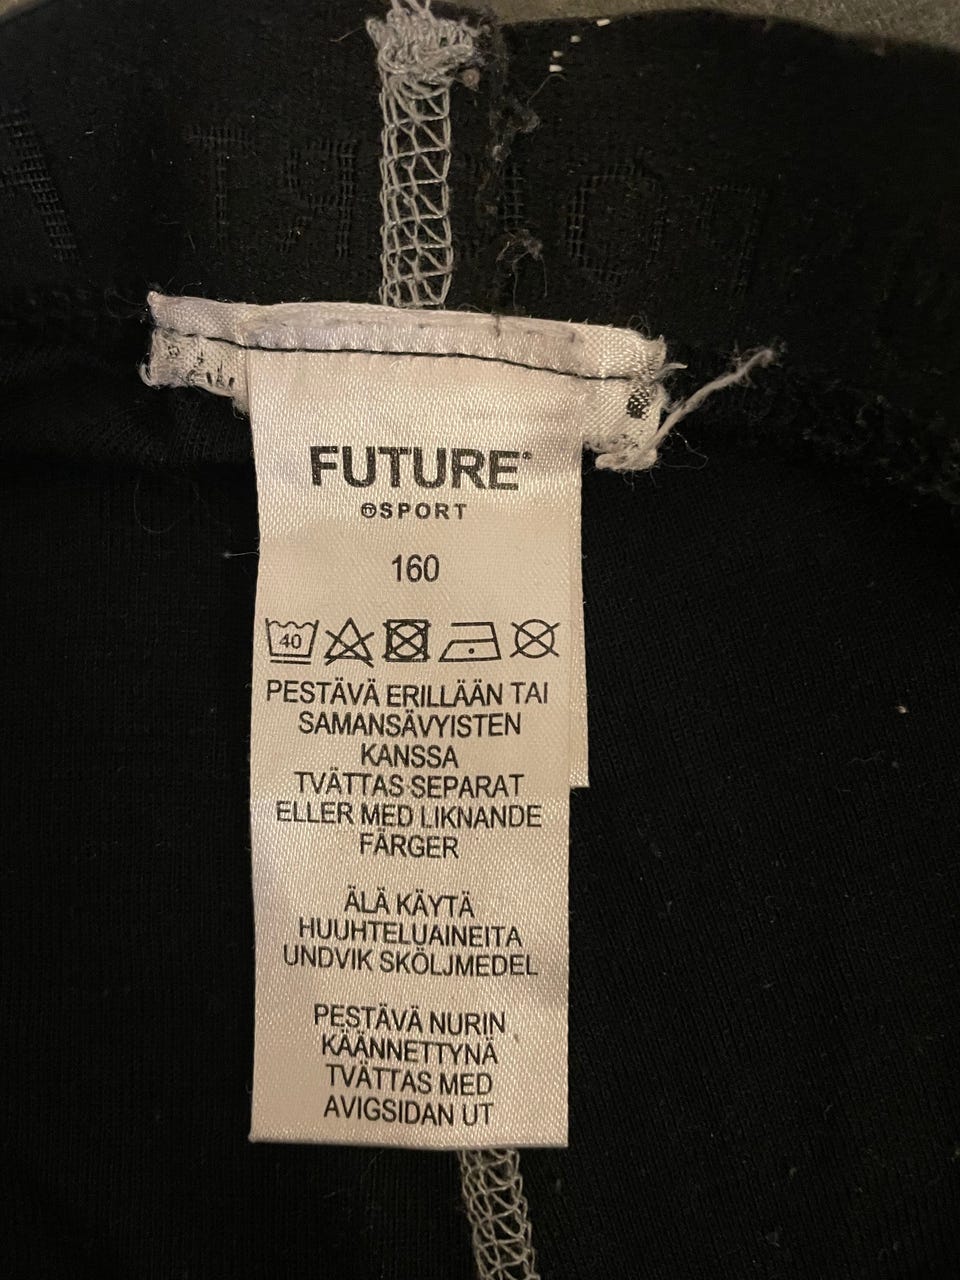 FUTURE
SPORT
160
40
PESTÄVÄ ERILLÄÄN TAI
SAMANSÄVYISTEN
KANSSA
TVÄTTAS SEPARAT
ELLER MED LIKNANDE
FÄRGER
ÄLÄ KÄYTÄ
HUUHTELUAINEITA
UNDVIK SKÖLJMEDEL
PESTÄVÄ NURIN
KÄÄNNETTYNÄ
TVÄTTAS MED
AVIGSIDAN UT